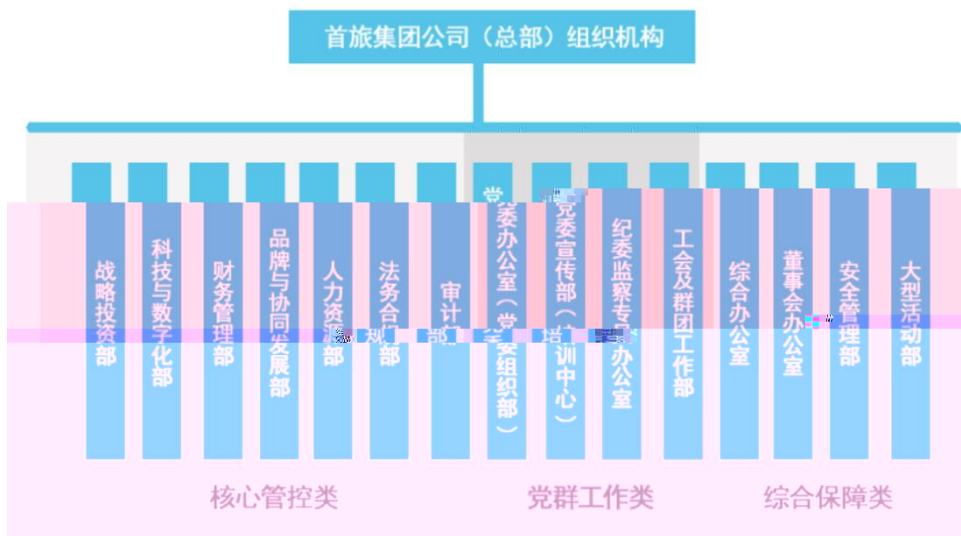 首旅集团公司（总部）组织机构
战略投资部
科技与数字化部
财务管理部
品牌与协同发展部
人力资源部
法务合规部
审计部
党委办公室（党委组织部）
党委宣传部（培训中心）
纪委监察专员办公室
工会及群团工作部
综合办公室
董事会办公室
安全管理部
大型活动部
核心管控类
党群工作类
综合保障类